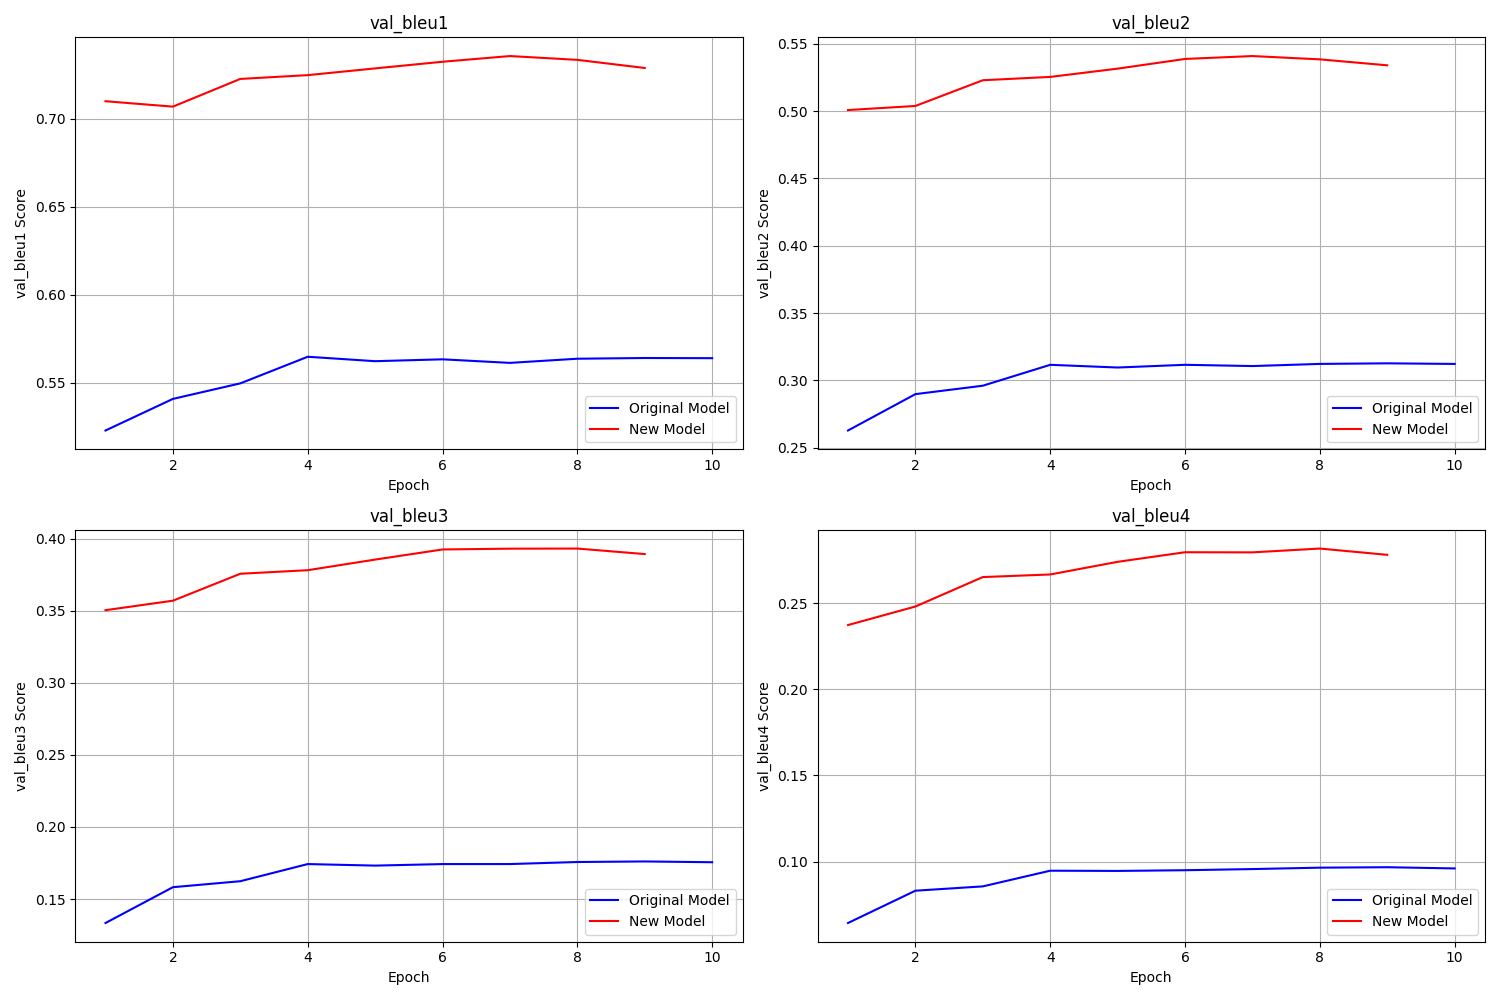 val_bleu1
val_bleu1 Score
0.70
0.65
0.60
0.55
Original Model
New Model
2 4 6 8 10
Epoch
val_bleu2
val_bleu2 Score
0.55
0.50
0.45
0.40
0.35
0.30
0.25
Original Model
New Model
2 4 6 8 10
Epoch
val_bleu3
val_bleu3 Score
0.40
0.35
0.30
0.25
0.20
0.15
Original Model
New Model
2 4 6 8 10
Epoch
val_bleu4
val_bleu4 Score
0.25
0.20
0.15
0.10
Original Model
New Model
2 4 6 8 10
Epoch